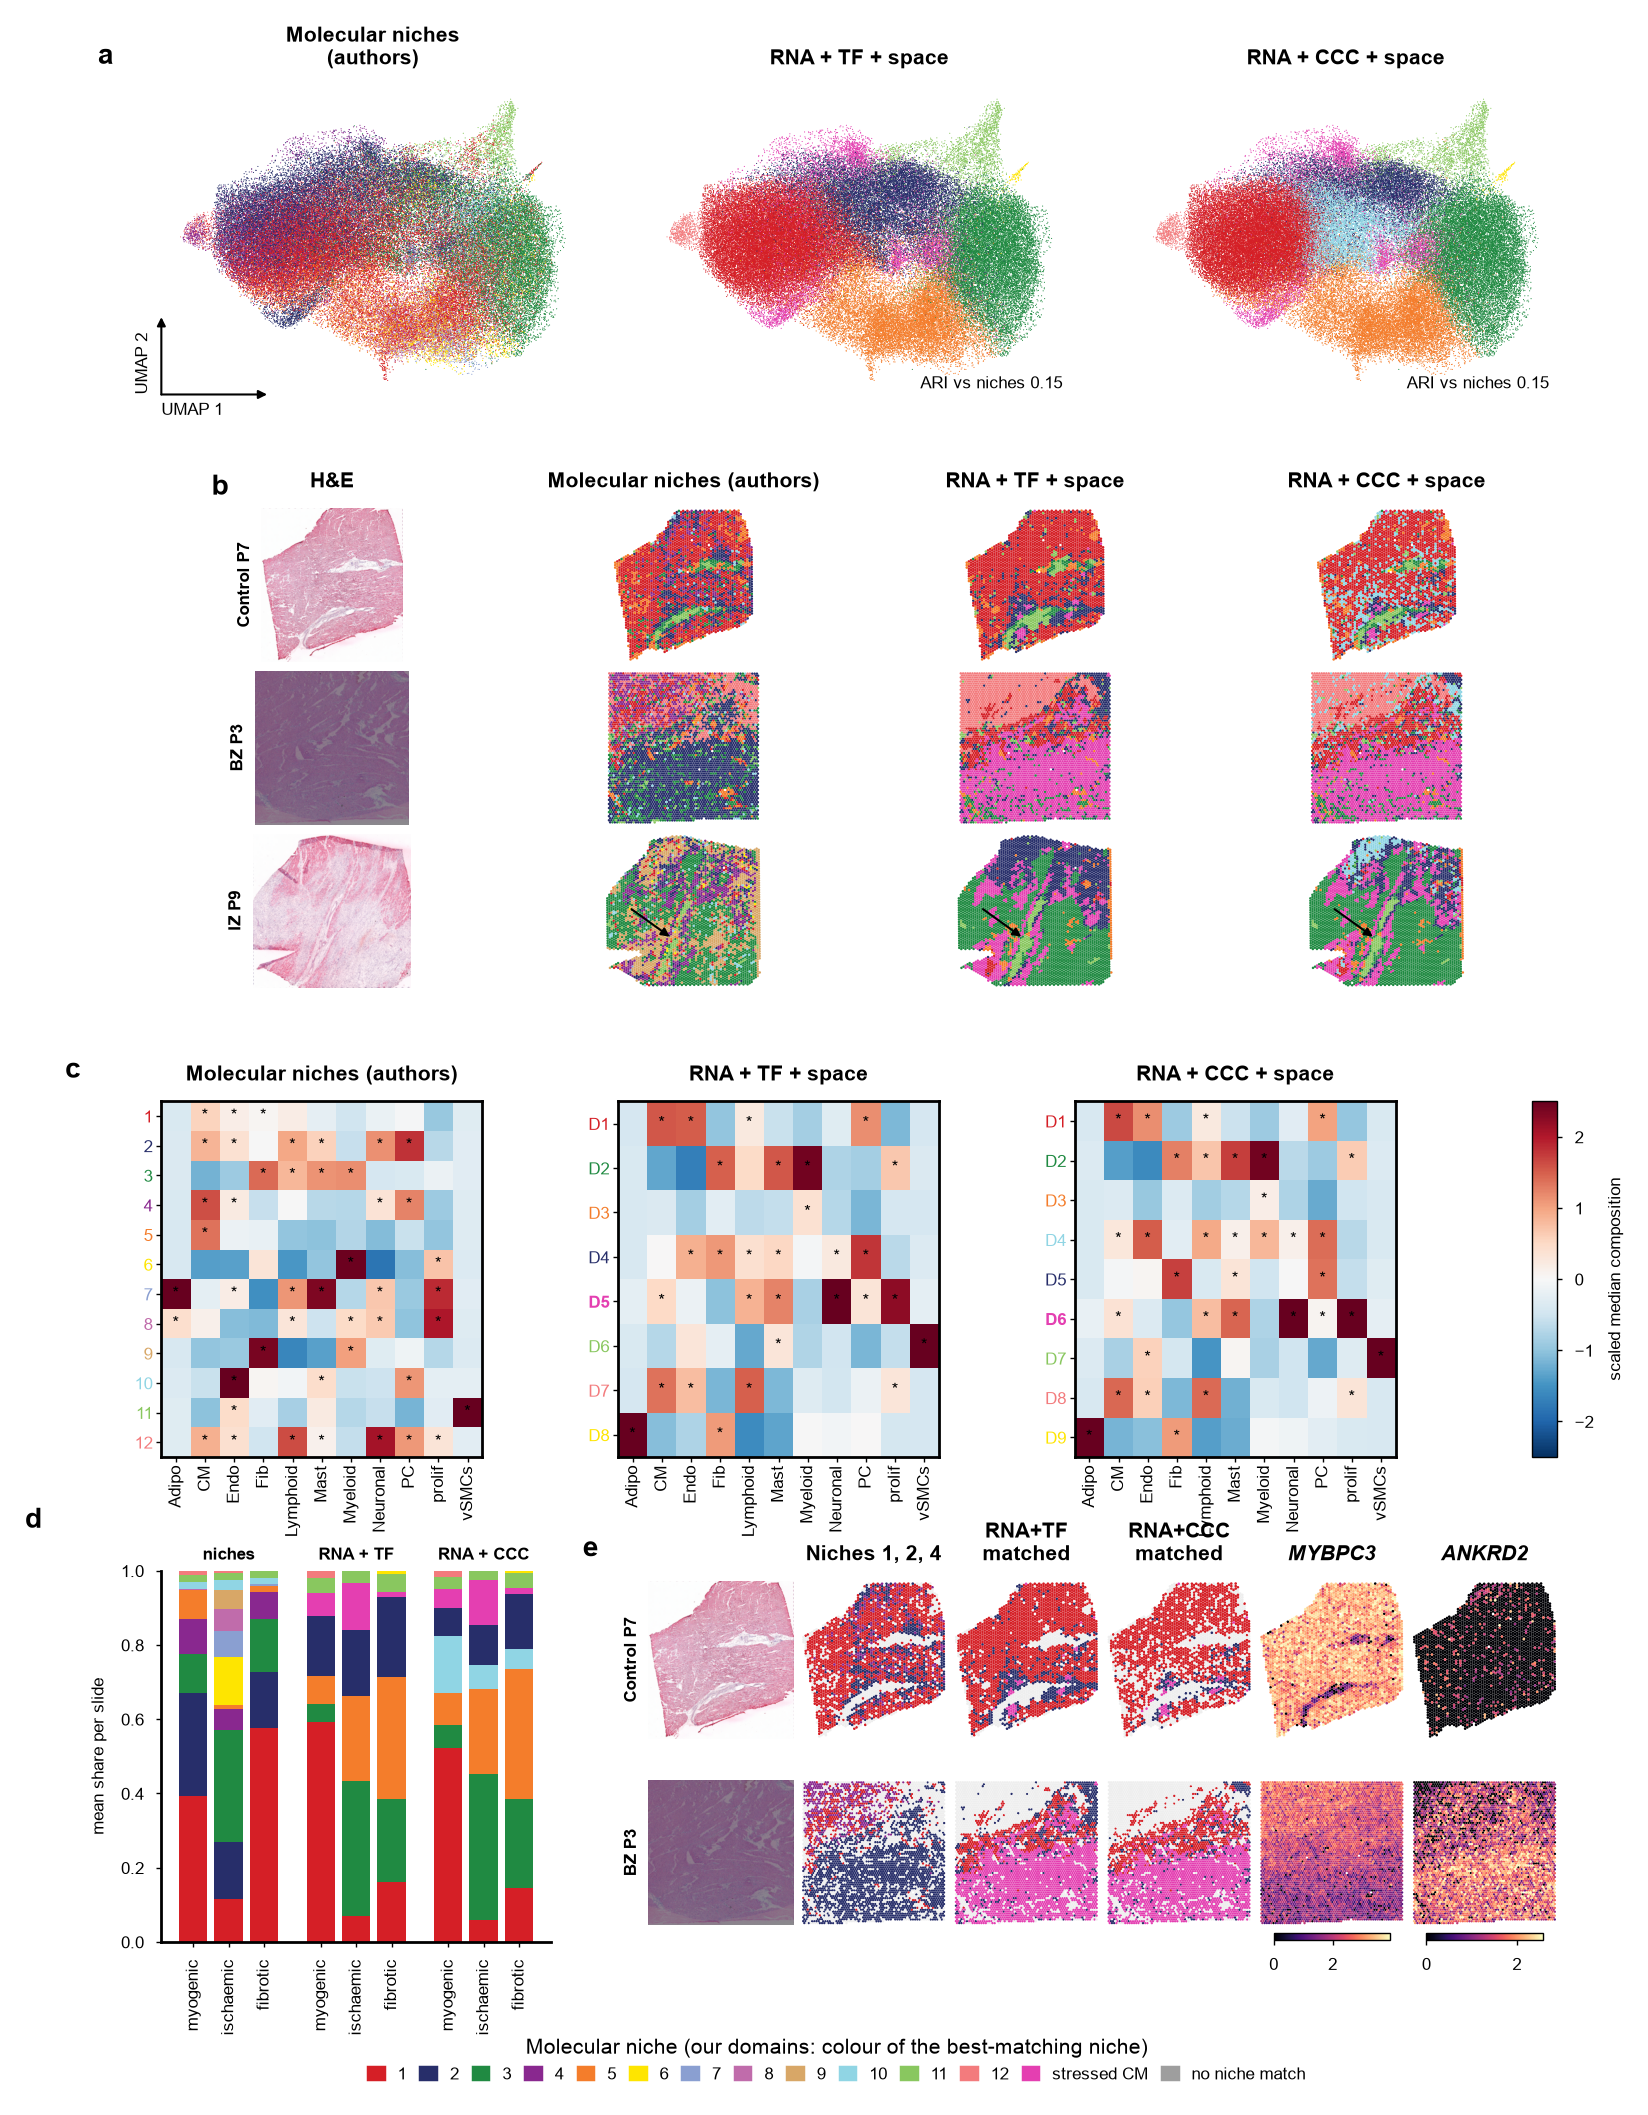 a
Molecular niches
(authors)
RNA + TF + space
RNA + CCC + space
UMAP 2
UMAP 1
ARI vs niches 0.15
ARI vs niches 0.15
b
H&E
Molecular niches (authors)
RNA + TF + space
RNA + CCC + space
Control P7
BZ P3
IZ P9
c
Molecular niches (authors)
RNA + TF + space
RNA + CCC + space
1
2
3
4
5
6
7
8
9
10
11
12
Adipo
CM
Endo
Fib
Lymphoid
Mast
Myeloid
Neuronal
PC
prolif
vSMCs
D1
D2
D3
D4
D5
D6
D7
D8
Adipo
CM
Endo
Fib
Lymphoid
Mast
Myeloid
Neuronal
PC
prolif
vSMCs
D1
D2
D3
D4
D5
D6
D7
D8
D9
Adipo
CM
Endo
Fib
Lymphoid
Mast
Myeloid
Neuronal
PC
prolif
vSMCs
2
1
0
−1
−2
scaled median composition
d
niches
RNA + TF
RNA + CCC
1.0
0.8
0.6
0.4
0.2
0.0
mean share per slide
myogenic
ischaemic
fibrotic
myogenic
ischaemic
fibrotic
myogenic
ischaemic
fibrotic
e
Niches 1, 2, 4
RNA+TF
matched
RNA+CCC
matched
MYBPC3
ANKRD2
Control P7
BZ P3
0 2
0 2
Molecular niche (our domains: colour of the best-matching niche)
1 2 3 4 5 6 7 8 9 10 11 12 stressed CM no niche match